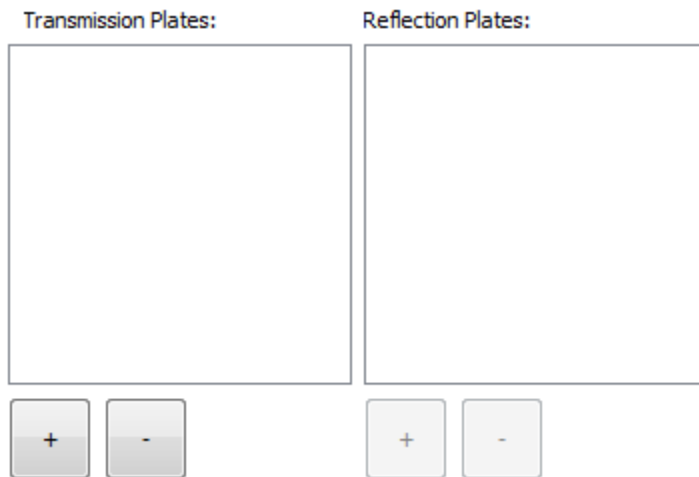 Transmission Plates:
Reflection Plates:
+
-
+
-